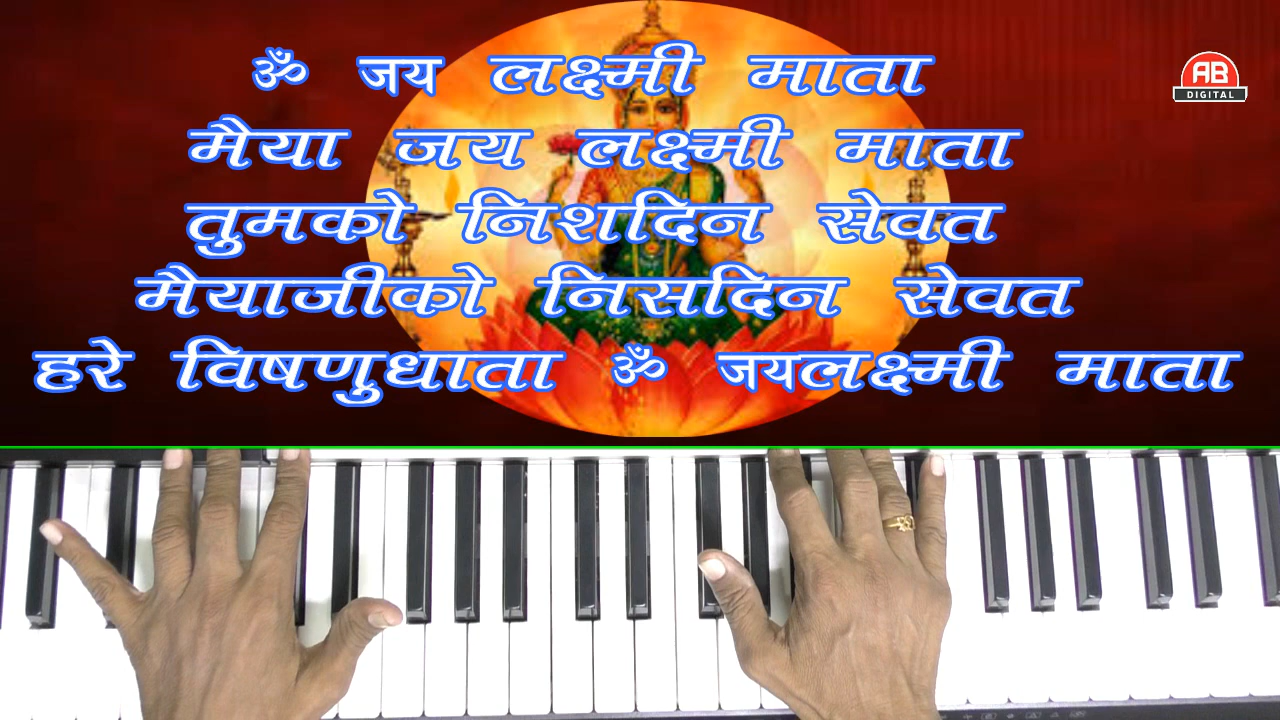 ॐ जय लक्ष्मी माता
AB
DIGITAL
मैया जय लक्ष्मी माता
तुमको निशदिन सेवत
मैयाजीको निसदिन सेवत
हरे विषणुधाता ॐ जयलक्ष्मी माता